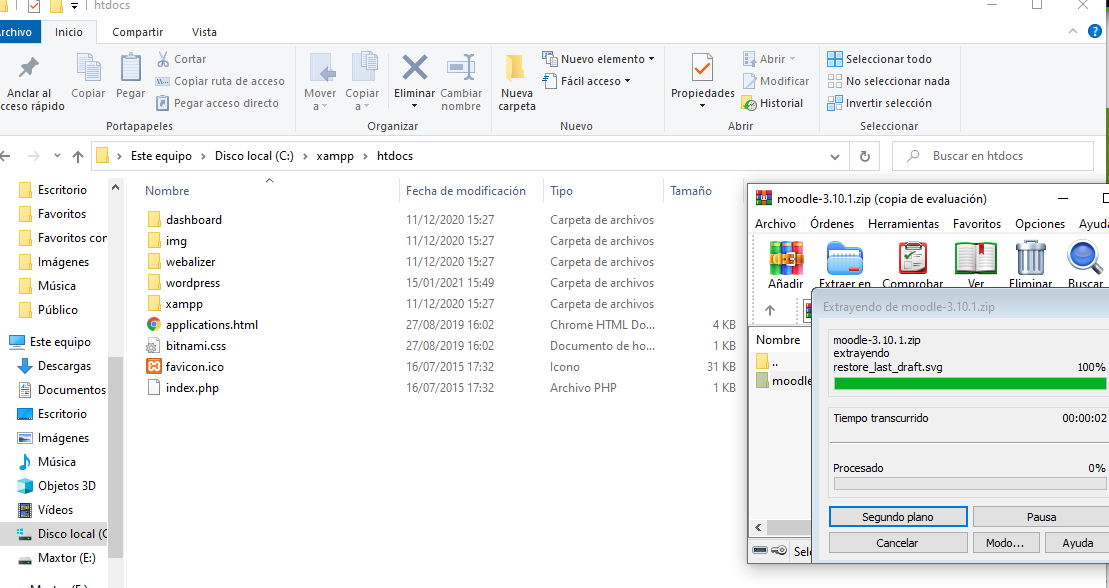 htdocs
rchivo Inicio Compartir Vista
Anclar al
cceso rápido
Copiar
Pegar
Cortar
Copiar ruta de acceso
Pegar acceso directo
Portapapeles
Mover
a
Copiar
a
Eliminar
Cambiar
nombre
Organizar
Nueva
carpeta
Nuevo elemento
Fácil acceso
Nuevo
Propiedades
Abrir
Modificar
Historial
Abrir
Seleccionar todo
No seleccionar nada
Invertir selección
Seleccionar
Este equipo > Disco local (C:) > xampp > htdocs
Buscar en htdocs
Escritorio
Favoritos
Favoritos con
Imágenes
Música
Público
Este equipo
Descargas
Documentos
Escritorio
Imágenes
Música
Objetos 3D
Vídeos
Disco local (C
Maxtor (E:)
Maxtor (E:)
Nombre Fecha de modificación Tipo Tamaño
dashboard 11/12/2020 15:27 Carpeta de archivos
img 11/12/2020 15:27 Carpeta de archivos
webalizer 11/12/2020 15:27 Carpeta de archivos
wordpress 15/01/2021 15:49 Carpeta de archivos
xampp 11/12/2020 15:27 Carpeta de archivos
applications.html 27/08/2019 16:02 Chrome HTML Do... 4 KB
bitnami.css 27/08/2019 16:02 Documento de ho... 1 KB
favicon.ico 16/07/2015 17:32 Icono 31 KB
index.php 16/07/2015 17:32 Archivo PHP 1 KB
moodle-3.10.1.zip (copia de evaluación)
Archivo Órdenes Herramientas Favoritos Opciones Ayuda
Añadir Extraer en Comprobar Ver Eliminar Buscar
Nombre
..
moodle
Sele
Extrayendo de moodle-3.10.1.zip
moodle-3.10.1.zip
extrayendo
restore_last_draft.svg 100%
Tiempo transcurrido 00:00:02
Procesado 0%
Segundo plano Pausa
Cancelar Modo... Ayuda